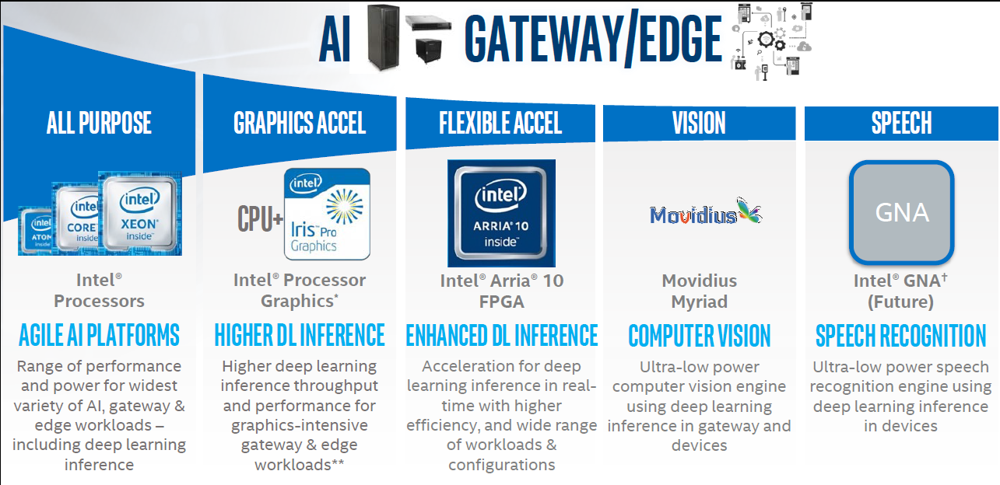 AI GATEWAY/EDGE
ALL PURPOSE
intel
ATOM
inside
intel
CORE
inside
intel®
XEON®
inside™
Intel®
Processors
AGILE AI PLATFORMS
Range of performance
and power for widest
variety of AI, gateway &
edge workloads –
including deep learning
inference
GRAPHICS ACCEL
CPU+
intel
Iris™ Pro
Graphics
Intel® Processor
Graphics*
HIGHER DL INFERENCE
Higher deep learning
inference throughput
and performance for
graphics-intensive
gateway & edge
workloads**
FLEXIBLE ACCEL
intel®
ARRIA® 10
inside™
Intel® Arria® 10
FPGA
ENHANCED DL INFERENCE
Acceleration for deep
learning inference in real-
time with higher
efficiency, and wide range
of workloads &
configurations
VISION
Movidius
Movidius
Myriad
COMPUTER VISION
Ultra-low power
computer vision engine
using deep learning
inference in gateway and
devices
SPEECH
GNA
Intel® GNA†
(Future)
SPEECH RECOGNITION
Ultra-low power speech
recognition engine using
deep learning inference
in devices